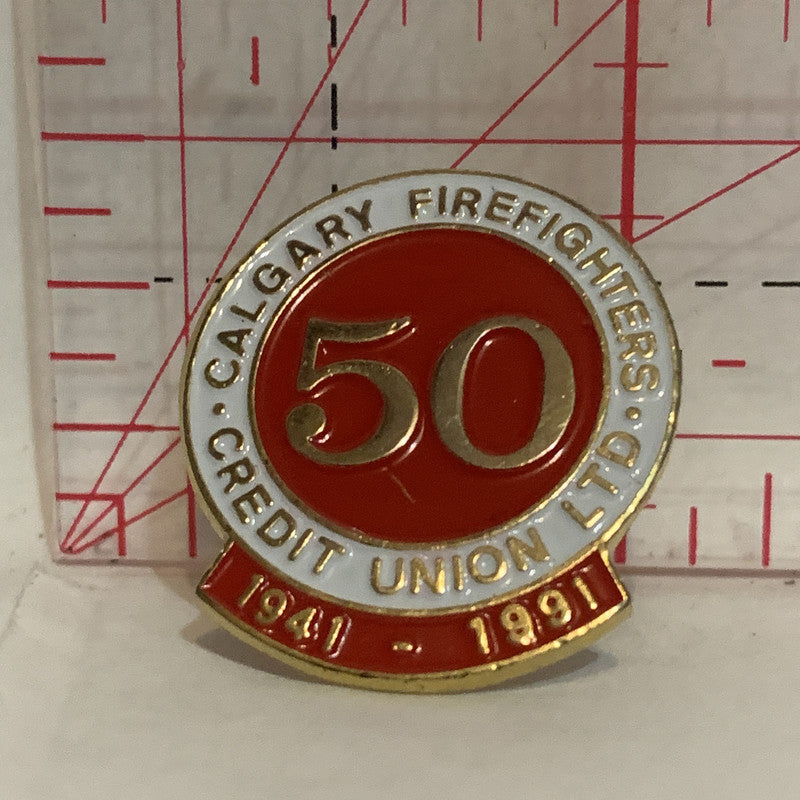 CALGARY FIREFIGHTERS
50
· CREDIT UNION LTD ·
1941 - 1991